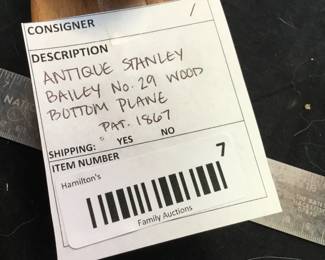 CONSIGNER
DESCRIPTION
ANTIQUE STANLEY
BAILEY NO. 29 WOOD
BOTTOM PLANE
PAT. 1867
SHIPPING: YES NO
ITEM NUMBER
7
Hamilton's
Family Auctions